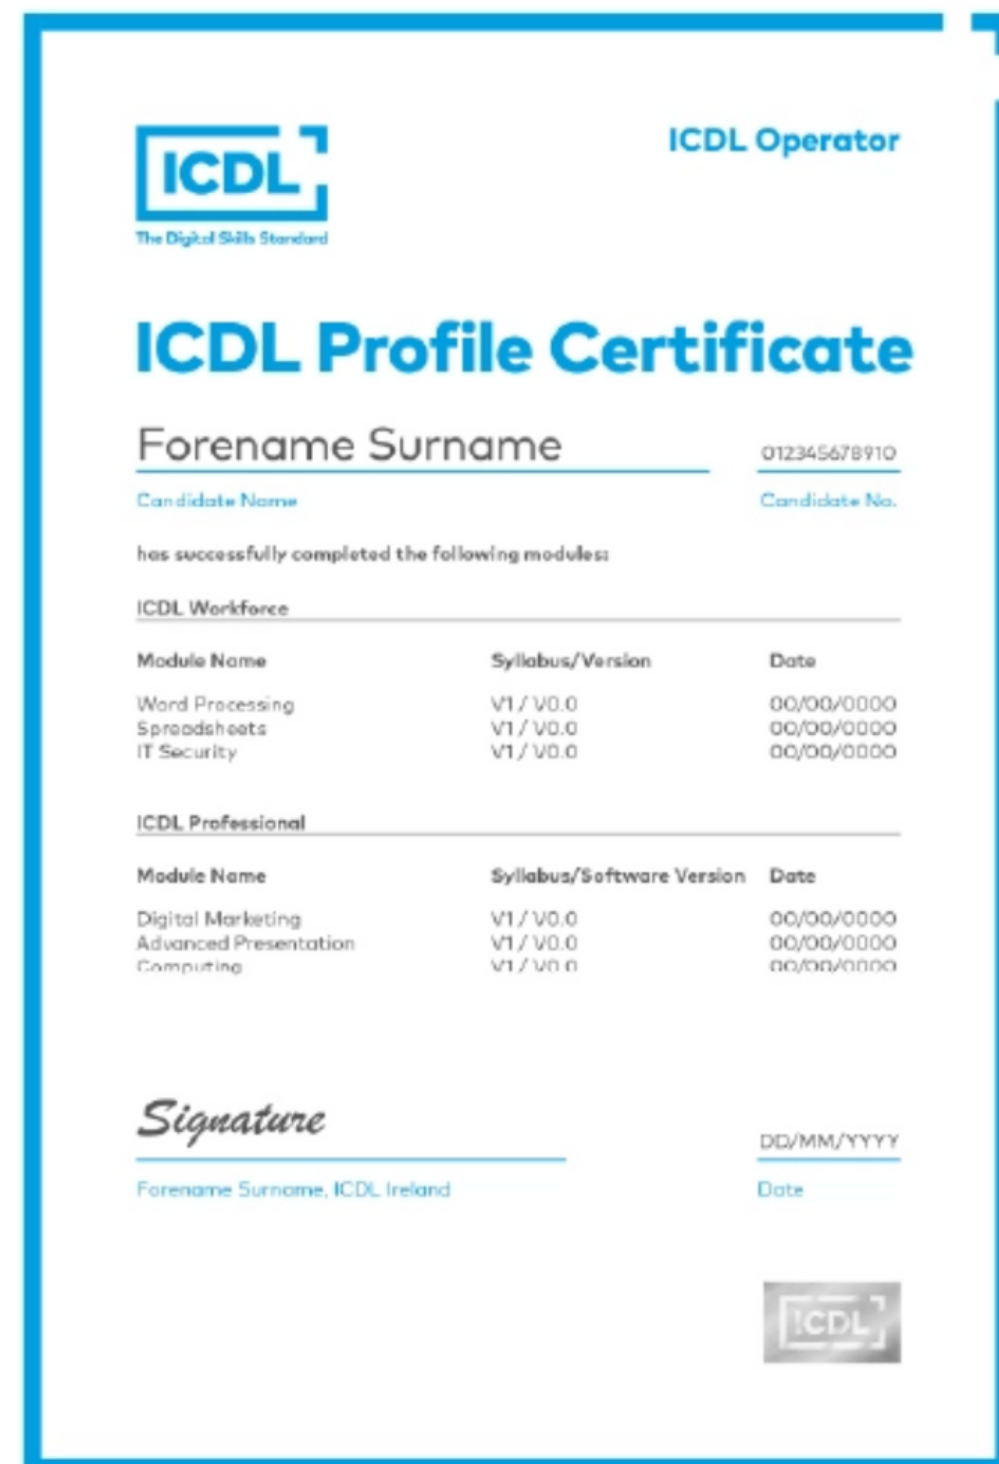 ICDL
The Digital Skills Standard
ICDL Operator
ICDL Profile Certificate
Forename Surname 012345678910
Candidate Name Candidate No.
has successfully completed the following modules:
ICDL Workforce
Module Name Syllabus/Version Date
Word Processing V1 / V0.0 00/00/0000
Spreadsheets V1 / V0.0 00/00/0000
IT Security V1 / V0.0 00/00/0000
ICDL Professional
Module Name Syllabus/Software Version Date
Digital Marketing V1 / V0.0 00/00/0000
Advanced Presentation V1 / V0.0 00/00/0000
Computing V1 / V0.0 00/00/0000
Signature DD/MM/YYYY
Forename Surname, ICDL Ireland Date
ICDL